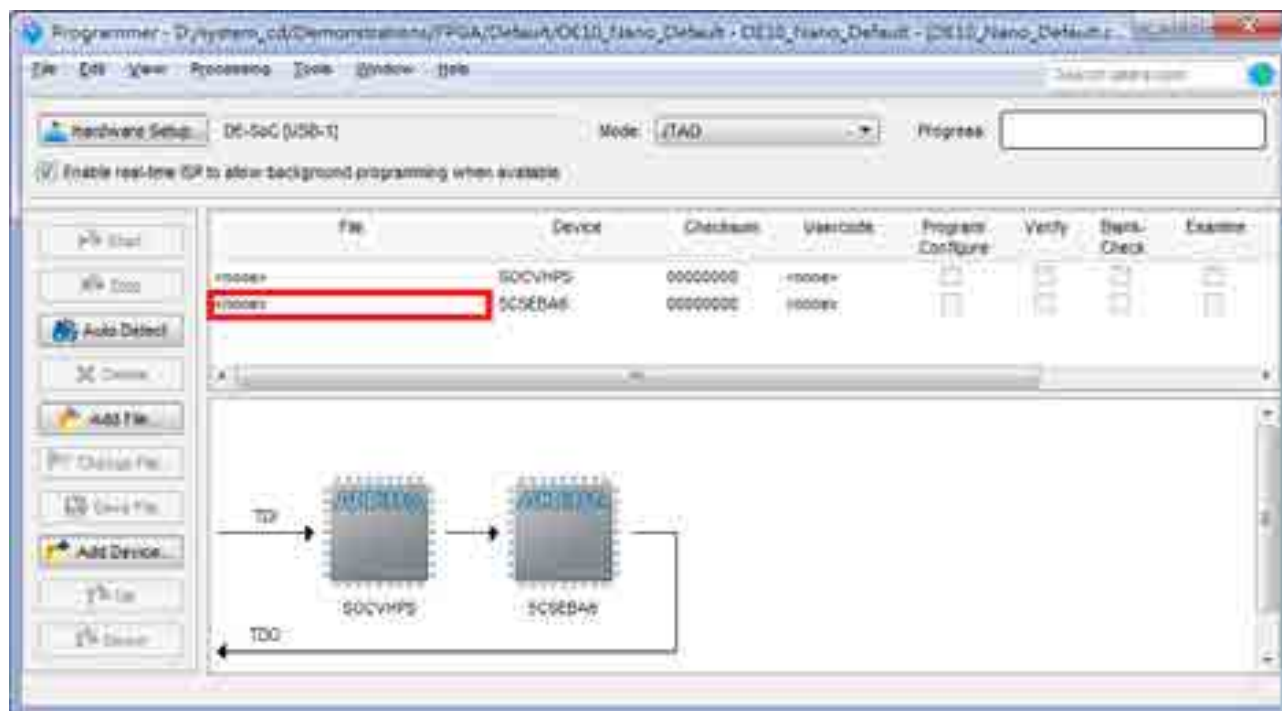 Programmer - D:/system_cd/Demonstrations/FPGA/Default/DE10_Nano_Default - DE10_Nano_Default - [DE10_Nano_Default.c
File Edit View Processing Tools Window Help
Search altera.com
Hardware Setup... DE-SoC [USB-1] Mode: JTAG Progress:
Enable real-time ISP to allow background programming when available
File Device Checksum Usercode Program/ Configure Verify Blank- Check Examine
<none> SOCVHPS 00000000 <none>
<none> 5CSEBA6 00000000 <none>
Start
Stop
Auto Detect
Delete
Add File...
Change File...
Save File
Add Device...
Up
Down
TDI
SOCVHPS
5CSEBA6
TDO